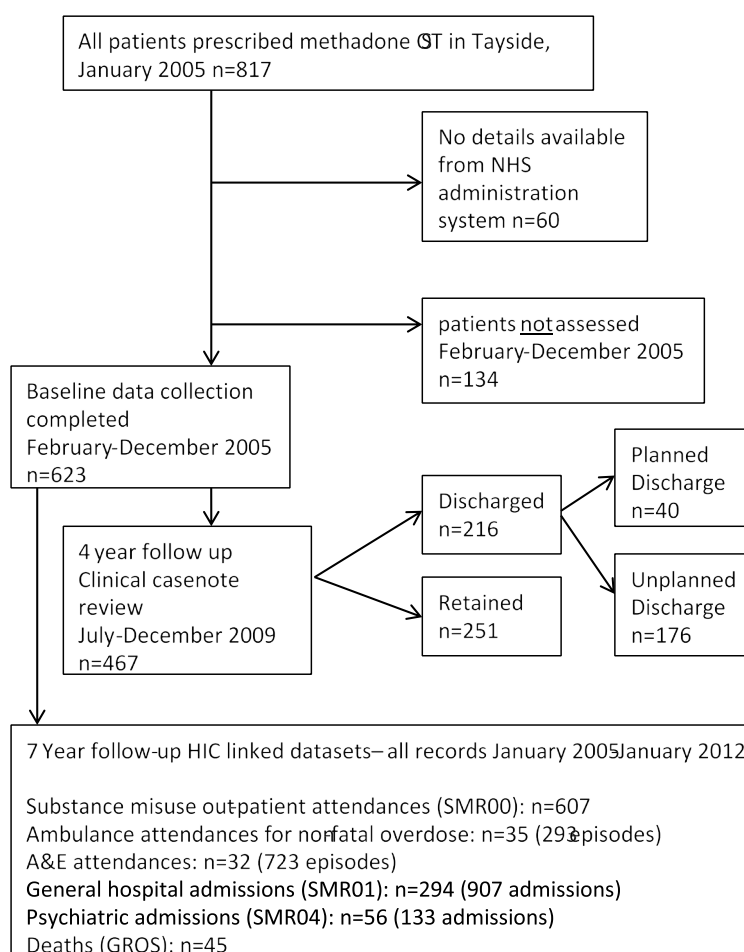 All patients prescribed methadone OST in Tayside,
January 2005 n=817
No details available
from NHS
administration
system n=60
patients not assessed
February-December 2005
n=134
Baseline data collection
completed
February-December 2005
n=623
4 year follow up
Clinical casenote
review
July-December 2009
n=467
Discharged
n=216
Retained
n=251
Planned
Discharge
n=40
Unplanned
Discharge
n=176
7 Year follow-up HIC linked datasets– all records January 2005-January 2012
Substance misuse out-patient attendances (SMR00): n=607
Ambulance attendances for nonfatal overdose: n=35 (293episodes)
A&E attendances: n=32 (723 episodes)
General hospital admissions (SMR01): n=294 (907 admissions)
Psychiatric admissions (SMR04): n=56 (133 admissions)
Deaths (GROS): n=45